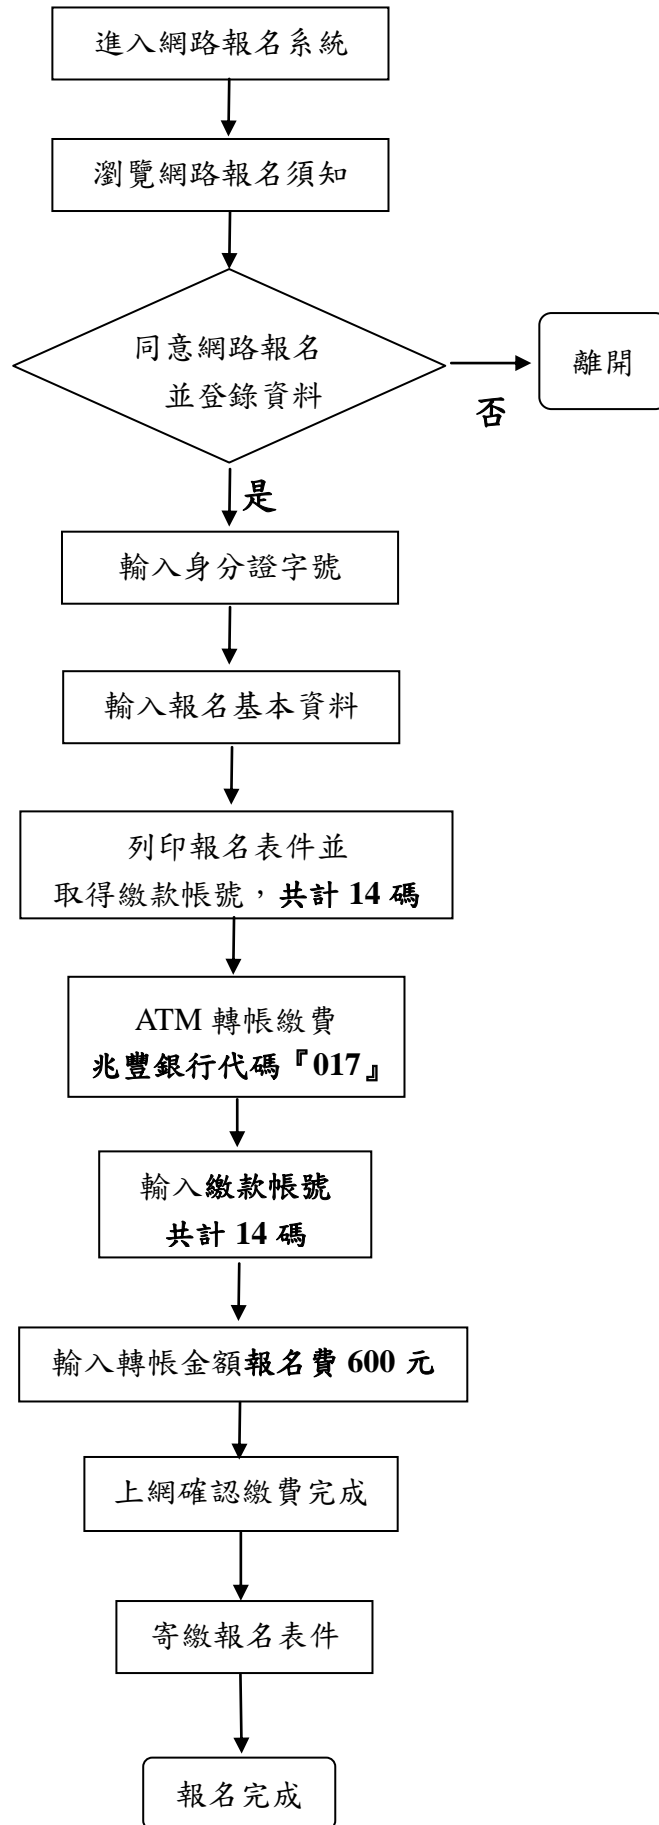 進入網路報名系統
瀏覽網路報名須知
同意網路報名
並登錄資料
離開
否
是
輸入身分證字號
輸入報名基本資料
列印報名表件並
取得繳款帳號，共計 14 碼
ATM 轉帳繳費
兆豐銀行代碼『017』
輸入繳款帳號
共計 14 碼
輸入轉帳金額報名費 600 元
上網確認繳費完成
寄繳報名表件
報名完成